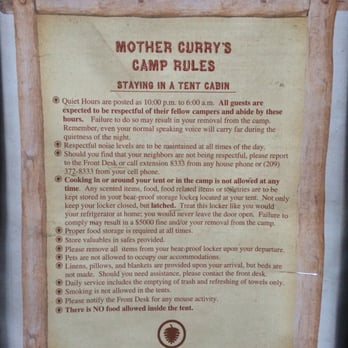 MOTHER CURRY'S
CAMP RULES
STAYING IN A TENT CABIN
Quiet Hours are posted as 10:00 p.m. to 6:00 a.m. All guests are
expected to be respectful of their fellow campers and abide by these
hours. Failure to do so may result in your removal from the camp.
Remember, even your normal speaking voice will carry far during the
quietness of the night.
Respectful noise levels are to be maintained at all times of the day.
Should you find that your neighbors are not being respectful, please report
to the Front Desk or call extension 8333 from any house phone or (209)
372-8333 from your cell phone.
Cooking in or around your tent or in the camp is not allowed at any
time. Any scented items, food, food related items or toiletries are to be
kept stored in your bear-proof storage locker located at your tent. Not only
keep your locker closed, but latched. Treat this locker like you would
your refrigerator at home; you would never leave the door open. Failure to
comply may result in a $5000 fine and/or your removal from the camp.
Proper food storage is required at all times.
Store valuables in safes provided.
Please remove all items from your bear-proof locker upon your departure.
Pets are not allowed to occupy our accommodations.
Linens, pillows, and blankets are provided upon your arrival, but beds are
not made. Should you need assistance, please contact the front desk.
Daily service includes the emptying of trash and refreshing of towels only.
Smoking is not allowed in the tents.
Please notify the Front Desk for any mouse activity.
There is NO food allowed inside the tent.